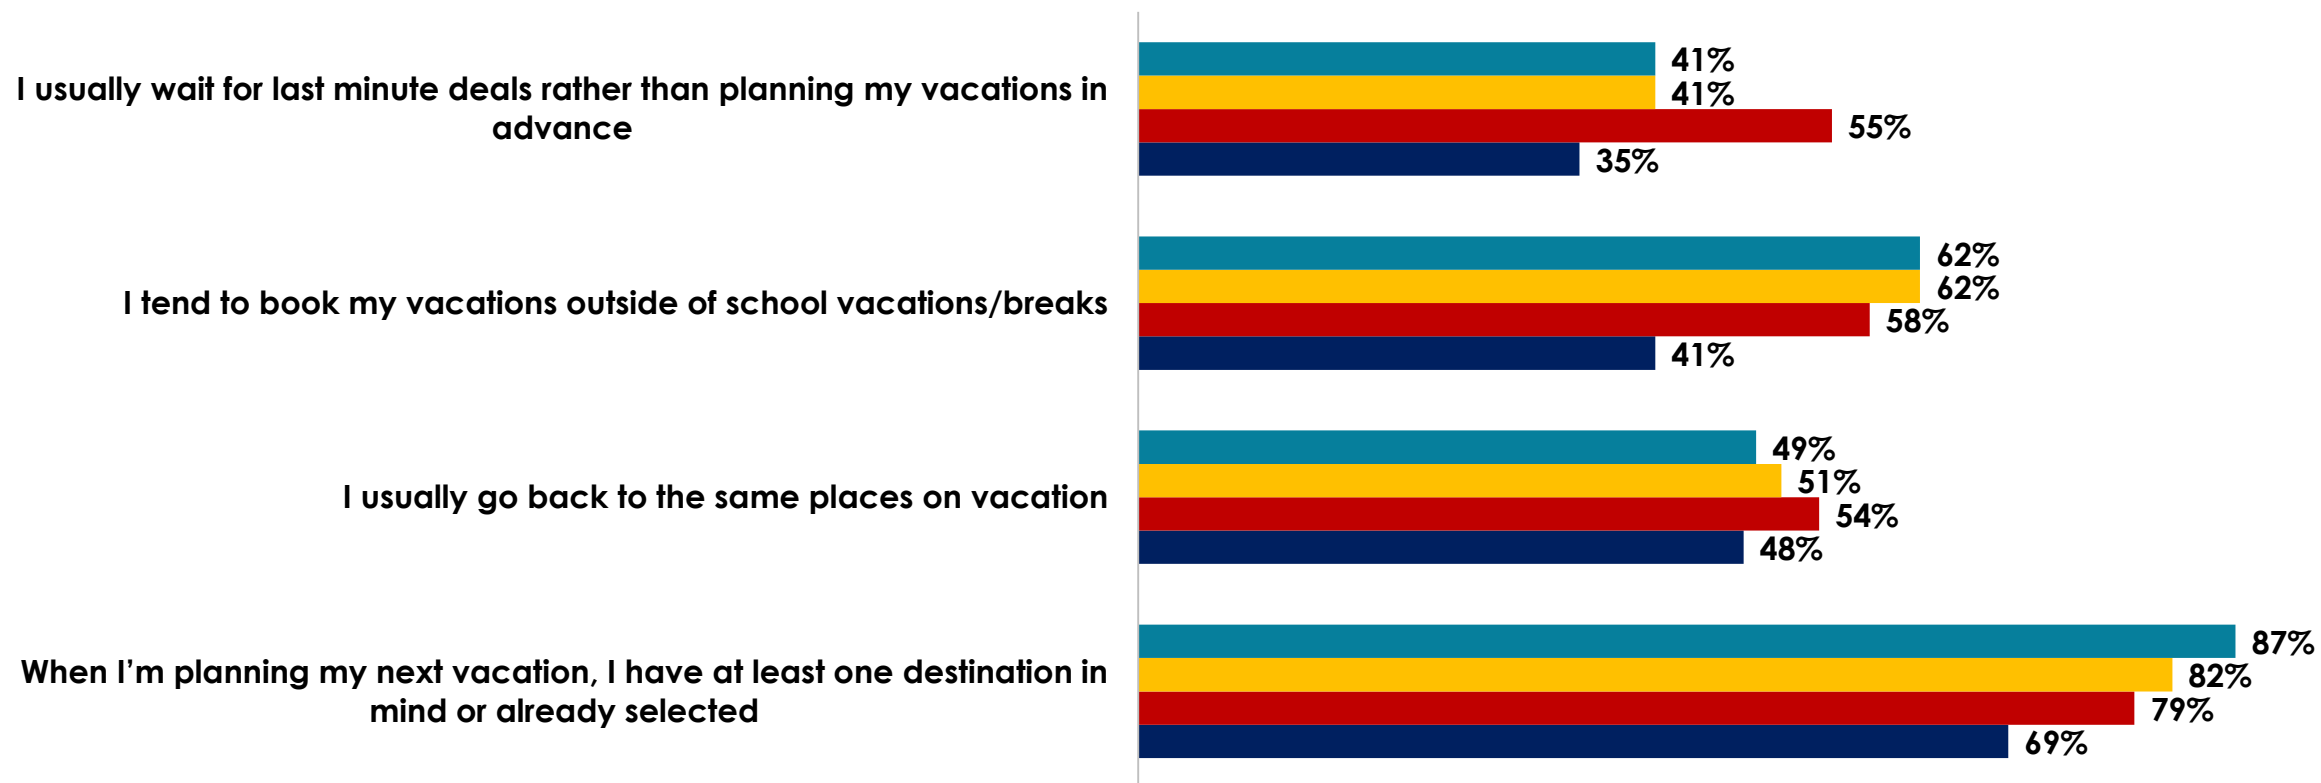 I usually wait for last minute deals rather than planning my vacations in
advance
41%
41%
55%
35%
I tend to book my vacations outside of school vacations/breaks
62%
62%
58%
41%
I usually go back to the same places on vacation
49%
51%
54%
48%
When I’m planning my next vacation, I have at least one destination in
mind or already selected
87%
82%
79%
69%